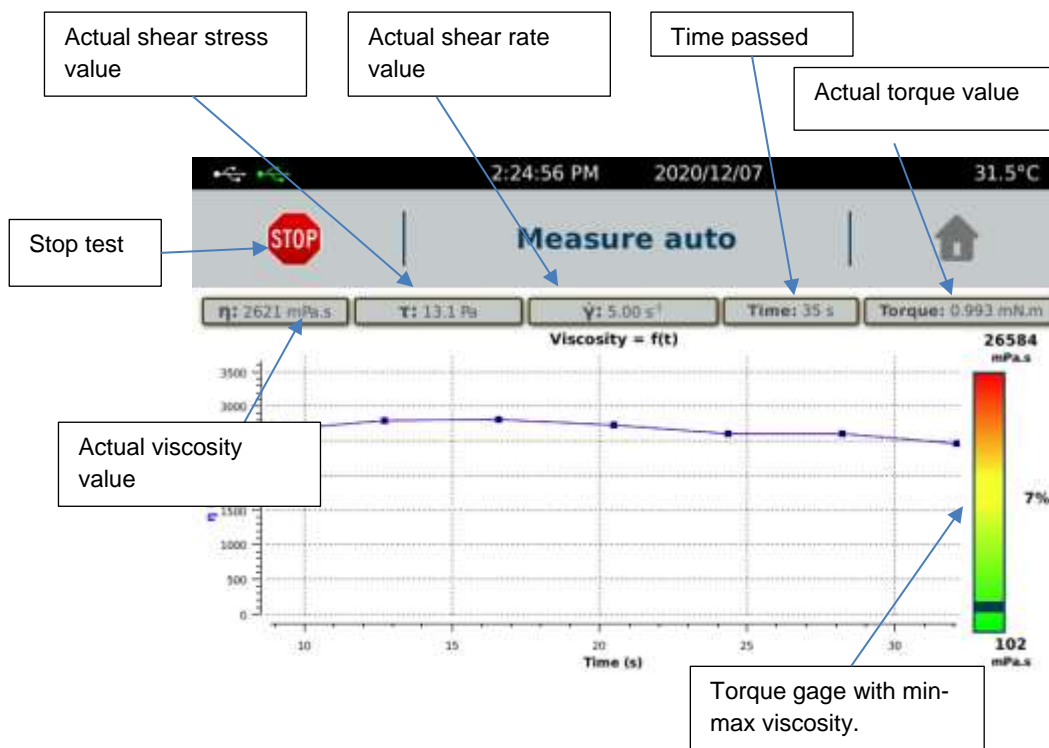 Actual shear stress
value
Actual shear rate
value
Time passed
Actual torque value
Stop test
2:24:56 PM 2020/12/07 31.5°C
STOP
Measure auto
η: 2621 mPa.s τ: 13.1 Pa γ̇: 5.00 s⁻¹ Time: 35 s Torque: 0.993 mN.m
Viscosity = f(t)
26584
mPa.s
3500
3000
Actual viscosity
value
7%
η
1500
1000
500
0
10 15 20 25 30
Time (s)
102
mPa.s
Torque gage with min-
max viscosity.